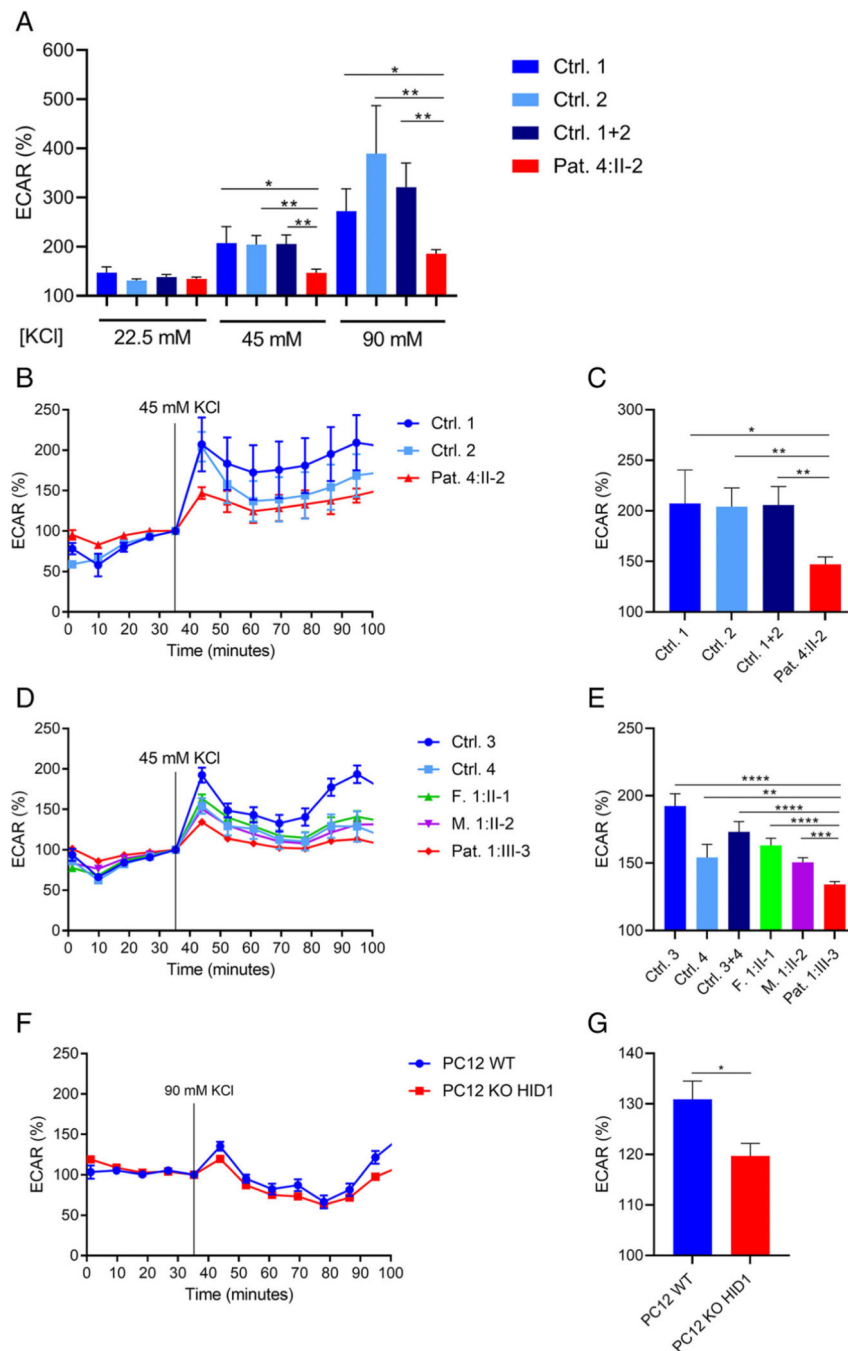 A
ECAR (%)
600
500
400
300
200
100
*
**
**
*
**
**
Ctrl. 1
Ctrl. 2
Ctrl. 1+2
Pat. 4:II-2
[KCl]
22.5 mM
45 mM
90 mM
B
45 mM KCl
ECAR (%)
250
200
150
100
50
0
0 10 20 30 40 50 60 70 80 90 100
Time (minutes)
Ctrl. 1
Ctrl. 2
Pat. 4:II-2
C
ECAR (%)
300
250
200
150
100
*
**
**
Ctrl. 1
Ctrl. 2
Ctrl. 1+2
Pat. 4:II-2
D
45 mM KCl
ECAR (%)
250
200
150
100
50
0
0 10 20 30 40 50 60 70 80 90 100
Time (minutes)
Ctrl. 3
Ctrl. 4
F. 1:II-1
M. 1:II-2
Pat. 1:III-3
E
ECAR (%)
250
200
150
100
****
**
****
****
***
Ctrl. 3
Ctrl. 4
Ctrl. 3+4
F. 1:II-1
M. 1:II-2
Pat. 1:III-3
F
90 mM KCl
ECAR (%)
250
200
150
100
50
0
0 10 20 30 40 50 60 70 80 90 100
Time (minutes)
PC12 WT
PC12 KO HID1
G
ECAR (%)
140
130
120
110
100
*
PC12 WT
PC12 KO HID1